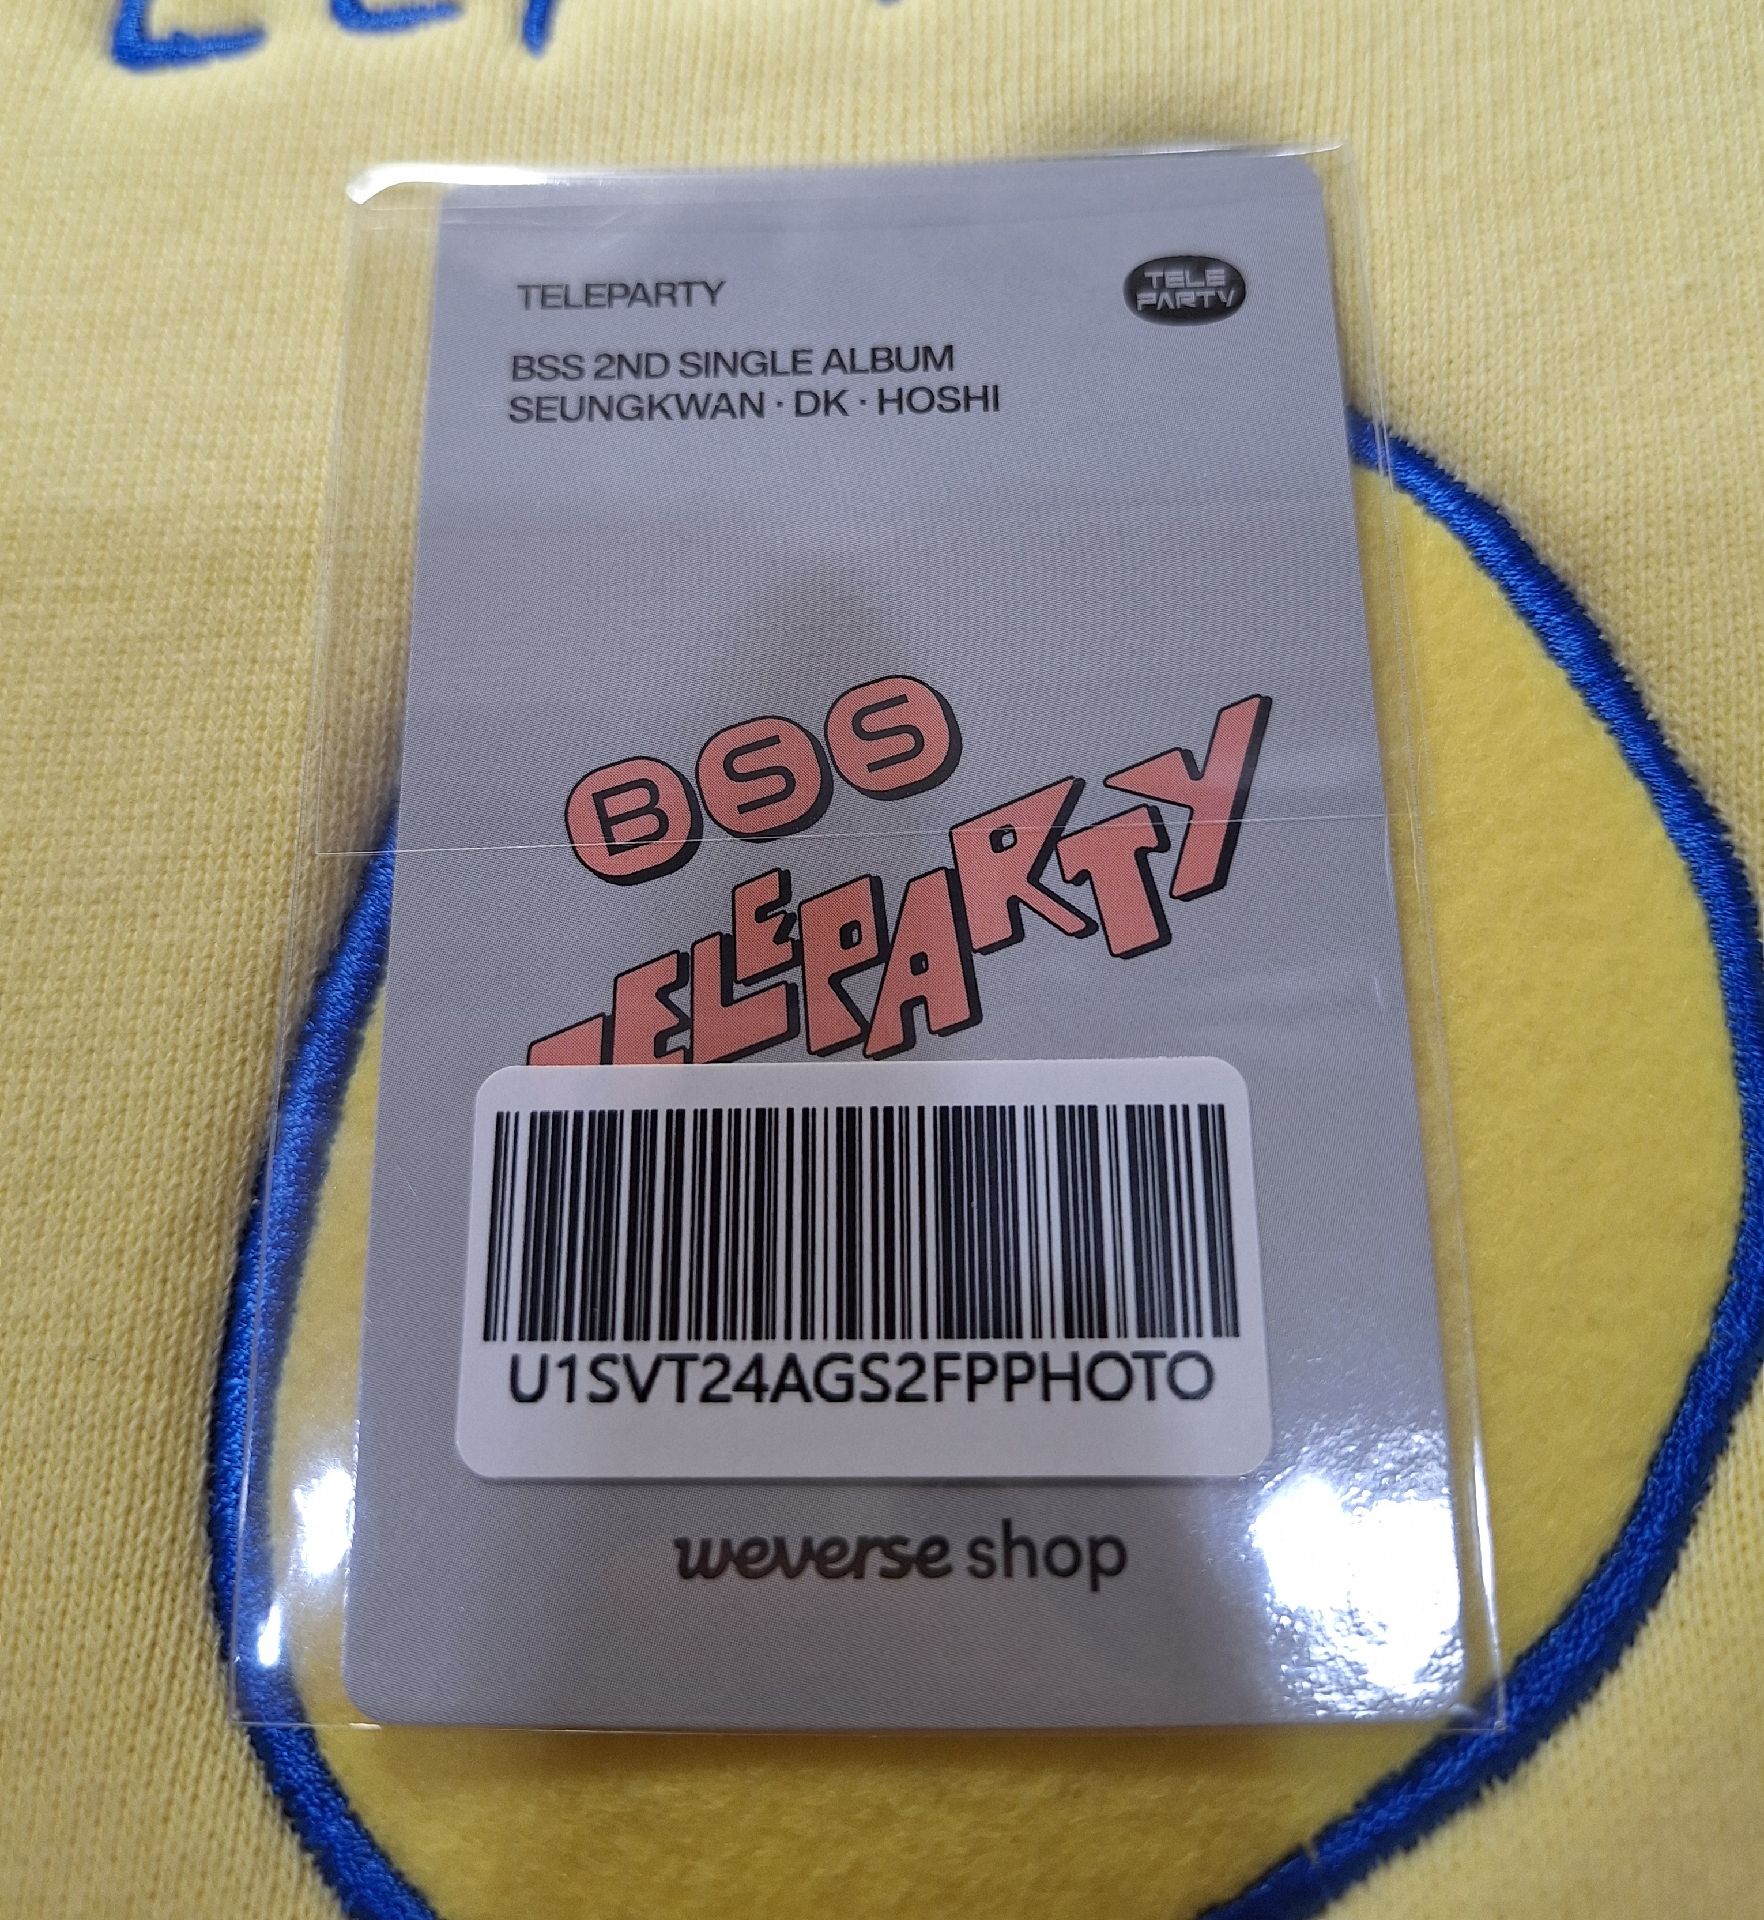 TELEPARTY
TELE
PARTY
BSS 2ND SINGLE ALBUM
SEUNGKWAN · DK · HOSHI
BSS
TELEPARTY
U1SVT24AGS2FPPHOTO
weverse shop